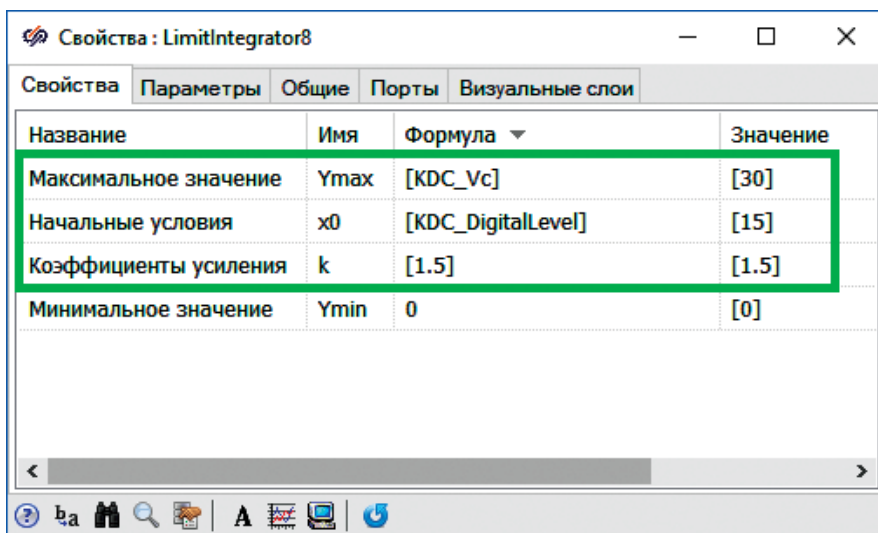 Свойства : LimitIntegrator8
Свойства Параметры Общие Порты Визуальные слои
Название Имя Формула Значение
Максимальное значение Ymax [KDC_Vc] [30]
Начальные условия x0 [KDC_DigitalLevel] [15]
Коэффициенты усиления k [1.5] [1.5]
Минимальное значение Ymin 0 [0]